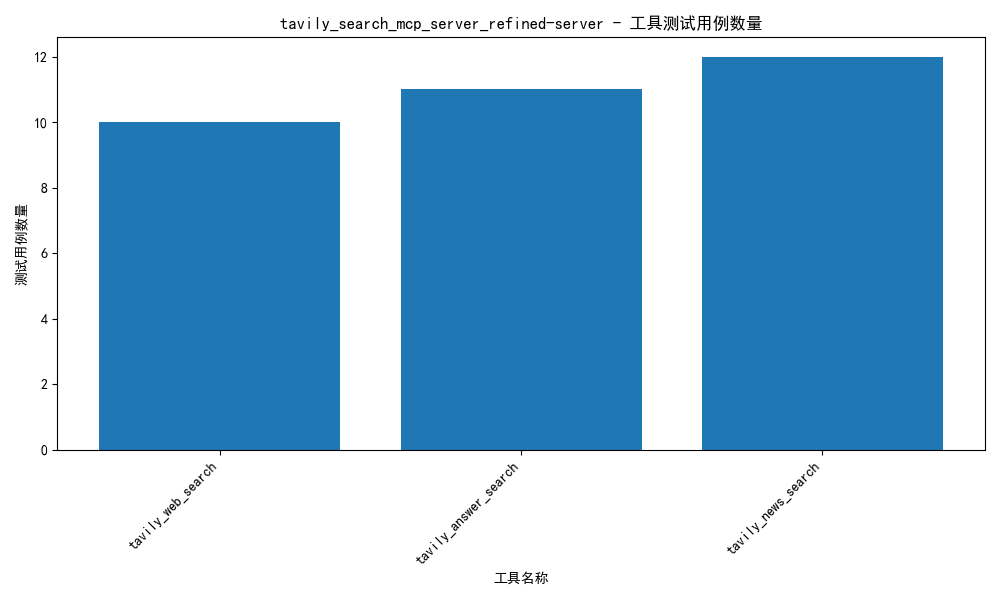 tavily_search_mcp_server_refined-server - 工具测试用例数量
测试用例数量
12
10
8
6
4
2
0
tavily_web_search
tavily_answer_search
tavily_news_search
工具名称